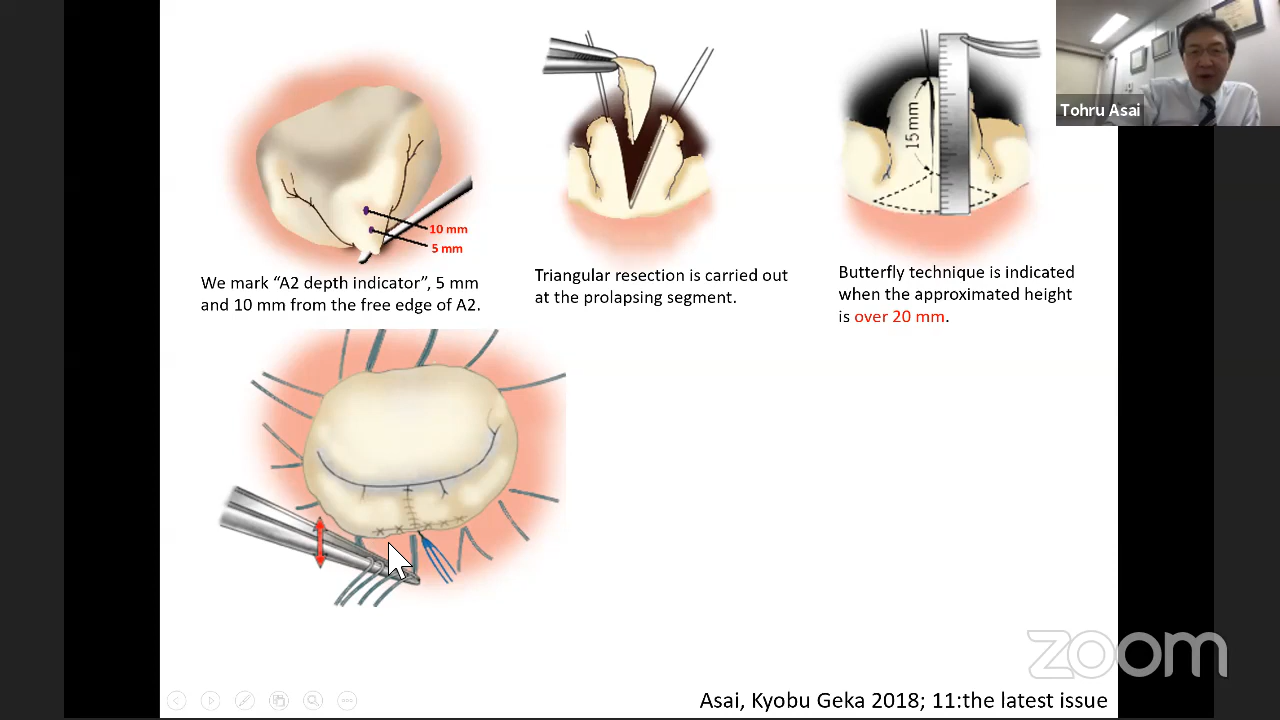 Tohru Asai
15mm
10 mm
5 mm
We mark “A2 depth indicator”, 5 mm
and 10 mm from the free edge of A2.
Triangular resection is carried out
at the prolapsing segment.
Butterfly technique is indicated
when the approximated height
is over 20 mm.
zoom
Asai, Kyobu Geka 2018; 11:the latest issue